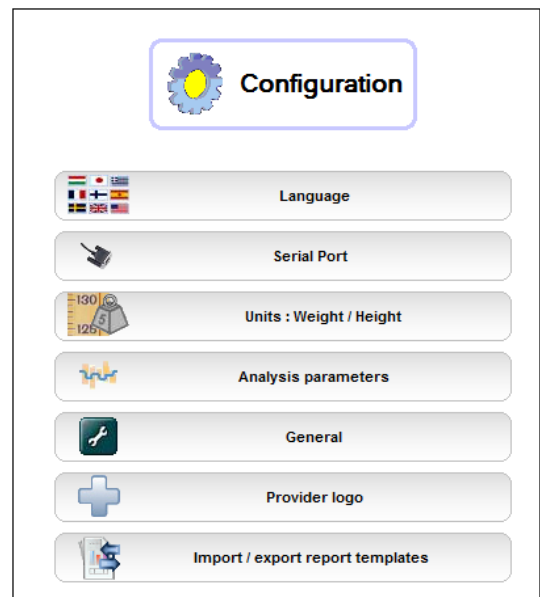 Configuration
Language
Serial Port
130
5
125
Units : Weight / Height
Analysis parameters
General
Provider logo
Import / export report templates